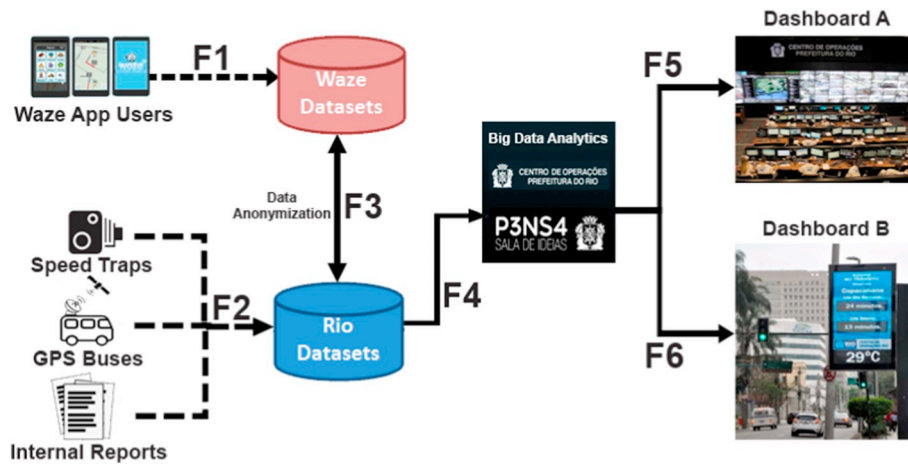 Dashboard A
CENTRO DE OPERAÇÕES
PREFEITURA DO RIO
F1
F5
Waze
Datasets
Waze App Users
Big Data Analytics
CENTRO DE OPERAÇÕES
PREFEITURA DO RIO
Data
Anonymization
F3
P3NS4
SALA DE IDEIAS
Dashboard B
Speed Traps
F2
F4
Rio
Datasets
GPS Buses
F6
Copacabana
24 minutos
13 minutos
29°C
Internal Reports